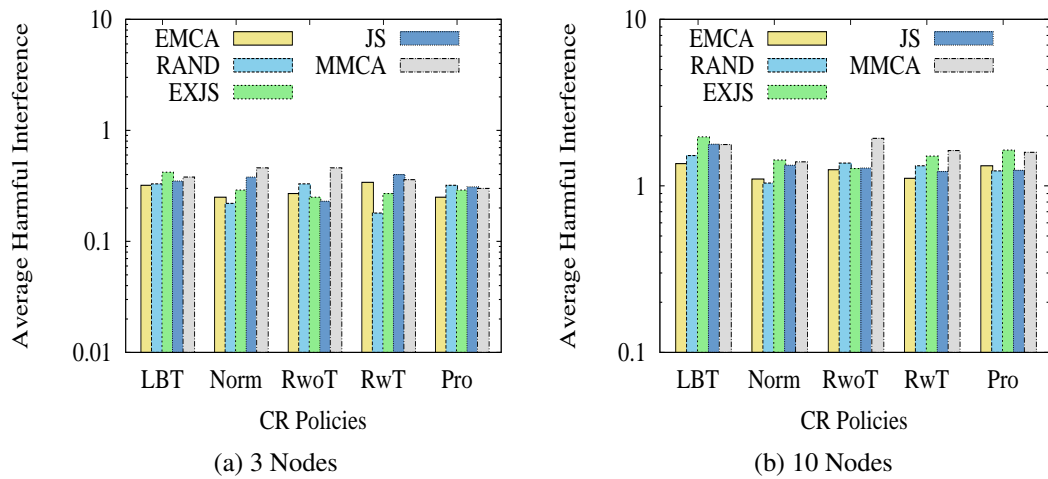 Average Harmful Interference
10
1
0.1
0.01
EMCA
RAND
EXJS
JS
MMCA
LBT Norm RwoT RwT Pro
CR Policies
(a) 3 Nodes
Average Harmful Interference
10
1
0.1
EMCA
RAND
EXJS
JS
MMCA
LBT Norm RwoT RwT Pro
CR Policies
(b) 10 Nodes